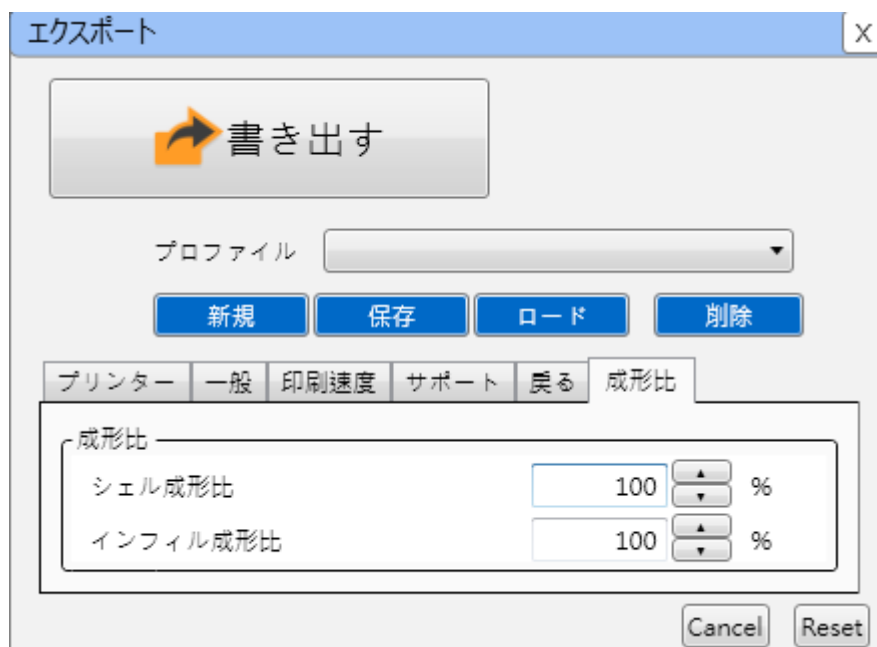 エクスポート X
書き出す
プロファイル
新規 保存 ロード 削除
プリンター 一般 印刷速度 サポート 戻る 成形比
成形比
シェル成形比 100 %
インフィル成形比 100 %
Cancel Reset